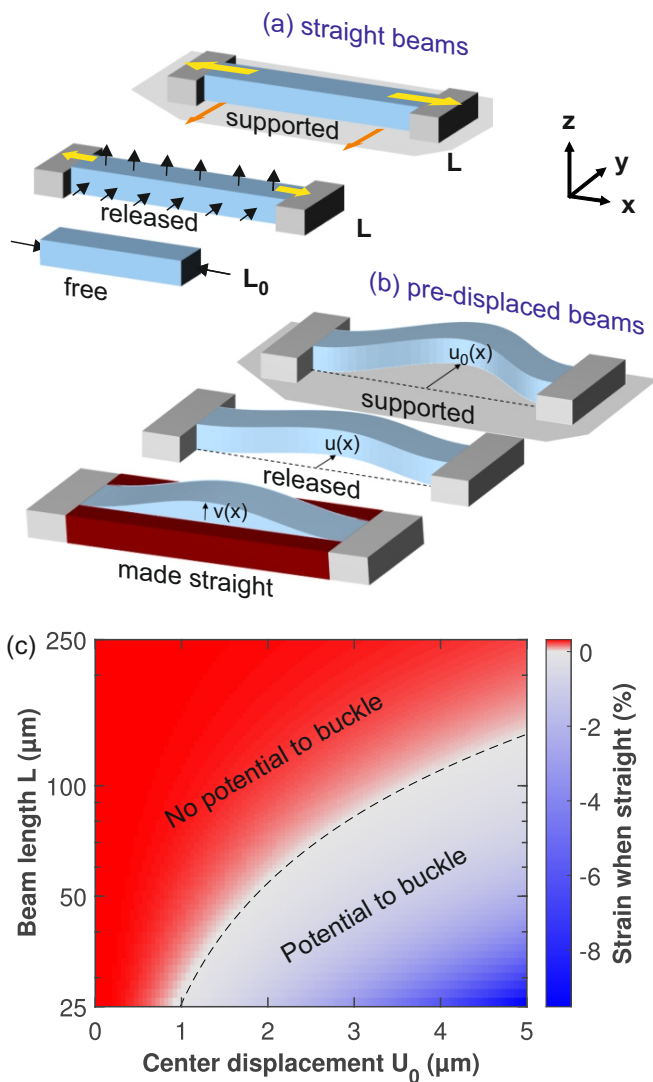 (a) straight beams
supported
L
z
y
x
released
L
free
L₀
(b) pre-displaced beams
u₀(x)
supported
u(x)
released
v(x)
made straight
(c)
250
100
50
25
Beam length L (μm)
No potential to buckle
Potential to buckle
0
1
2
3
4
5
Center displacement U₀ (μm)
0
-2
-4
-6
-8
Strain when straight (%)